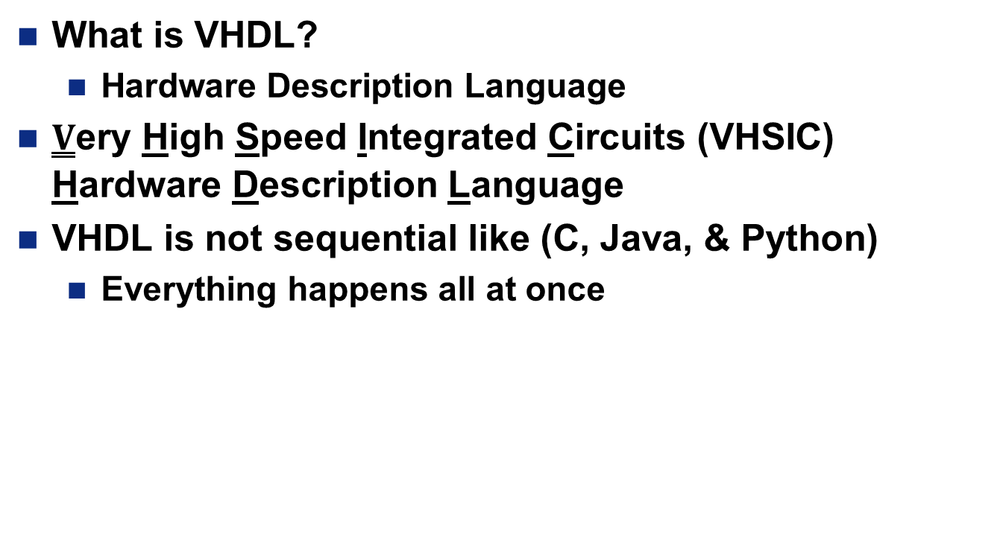 What is VHDL?
Hardware Description Language
Very High Speed Integrated Circuits (VHSIC)
Hardware Description Language
VHDL is not sequential like (C, Java, & Python)
Everything happens all at once